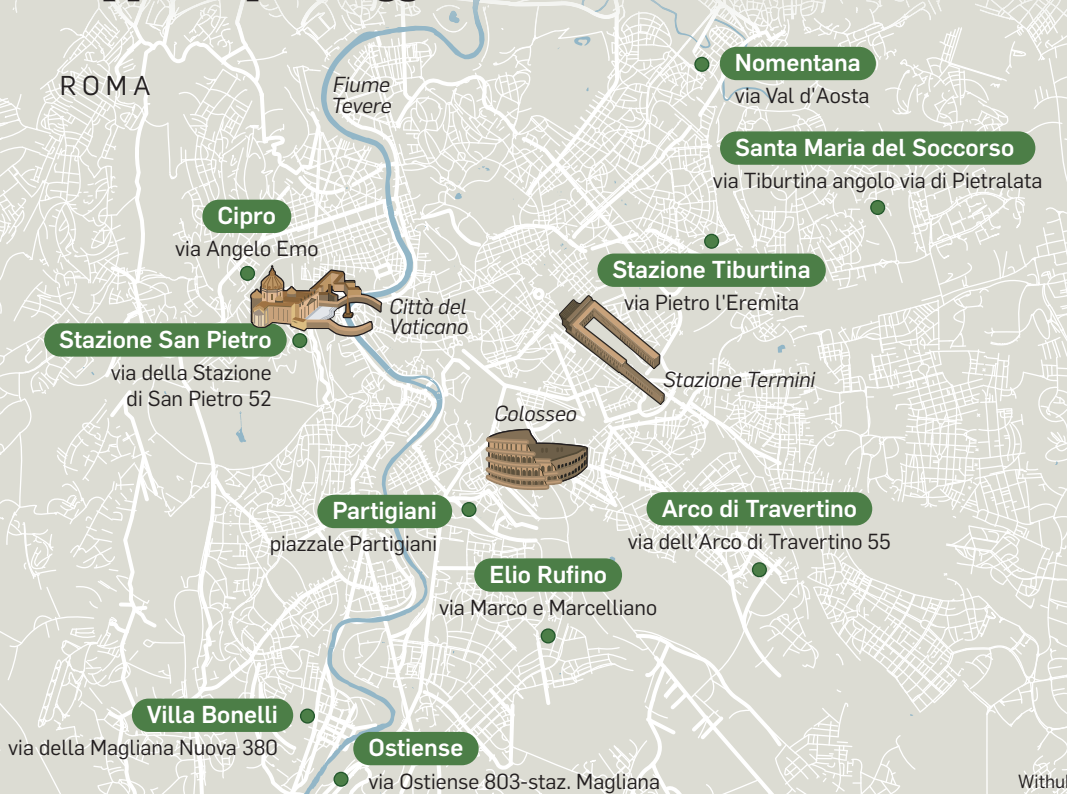 ROMA
Fiume
Tevere
Nomentana
via Val d'Aosta
Santa Maria del Soccorso
via Tiburtina angolo via di Pietralata
Cipro
via Angelo Emo
Stazione Tiburtina
via Pietro l'Eremita
Città del
Vaticano
Stazione San Pietro
via della Stazione
di San Pietro 52
Stazione Termini
Colosseo
Partigiani
piazzale Partigiani
Arco di Travertino
via dell'Arco di Travertino 55
Elio Rufino
via Marco e Marcelliano
Villa Bonelli
via della Magliana Nuova 380
Ostiense
via Ostiense 803-staz. Magliana